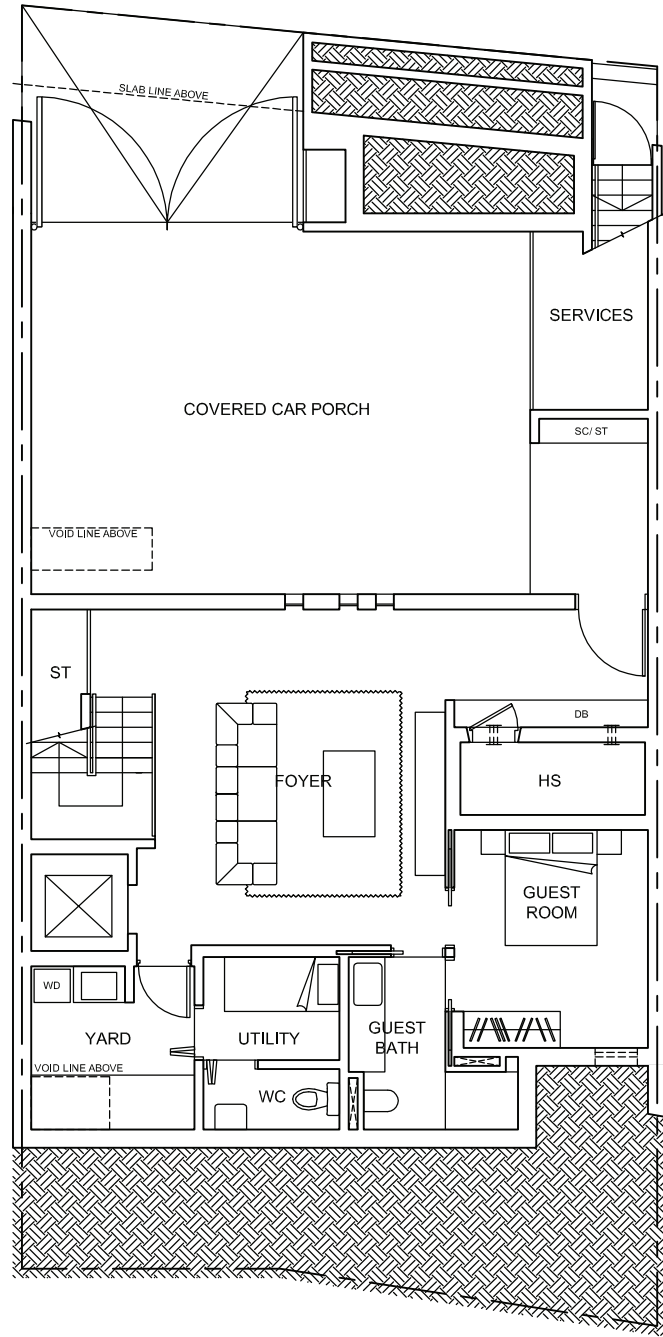 SLAB LINE ABOVE
SERVICES
COVERED CAR PORCH
SC/ ST
VOID LINE ABOVE
ST
DB
FOYER
HS
GUEST
ROOM
WD
YARD
UTILITY
GUEST
BATH
VOID LINE ABOVE
WC